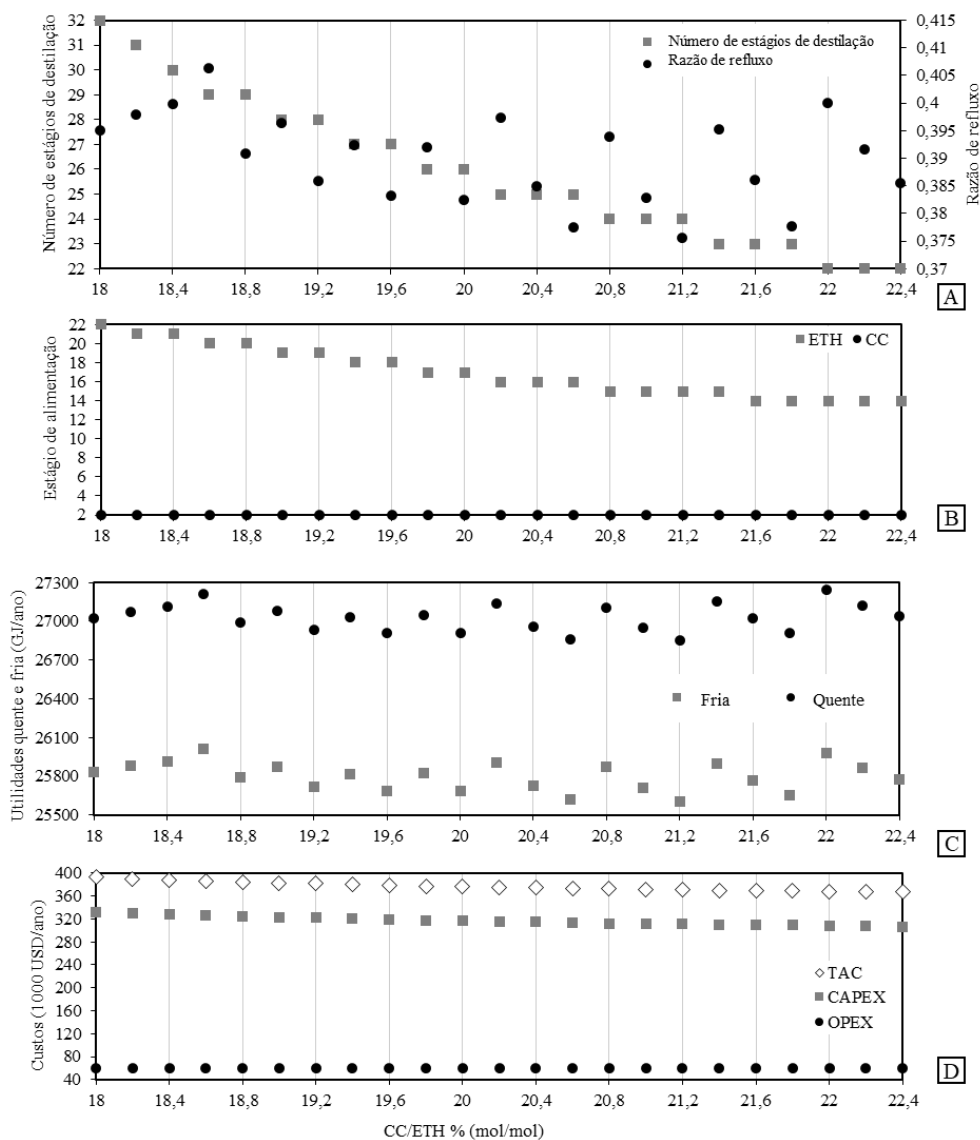 Número de estágios de destilação
32
31
30
29
28
27
26
25
24
23
22
Número de estágios de destilação
Razão de refluxo
0,415
0,41
0,405
0,4
0,395
0,39
0,385
0,38
0,375
0,37
Razão de refluxo
18 18,4 18,8 19,2 19,6 20 20,4 20,8 21,2 21,6 22 22,4
A
Estágio de alimentação
22
20
18
16
14
12
10
8
6
4
2
ETH CC
18 18,4 18,8 19,2 19,6 20 20,4 20,8 21,2 21,6 22 22,4
B
Utilidades quente e fria (GJ/ano)
27300
27000
26700
26400
26100
25800
25500
Fria Quente
18 18,4 18,8 19,2 19,6 20 20,4 20,8 21,2 21,6 22 22,4
C
Custos (1000 USD/ano)
400
360
320
280
240
200
160
120
80
40
TAC
CAPEX
OPEX
18 18,4 18,8 19,2 19,6 20 20,4 20,8 21,2 21,6 22 22,4
D
CC/ETH % (mol/mol)